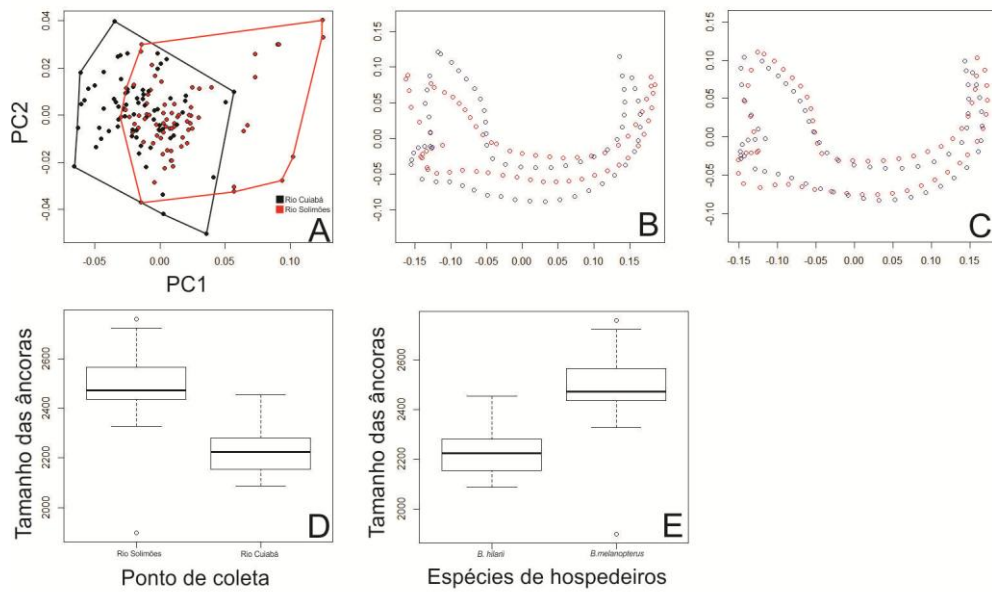 0.04
0.02
0.00
-0.02
-0.04
PC2
-0.05 0.00 0.05 0.10
PC1
Rio Cuiabá
Rio Solimões
A
0.10
0.05
0.00
-0.05
-0.10
-0.15 -0.10 -0.05 0.00 0.05 0.10 0.15
B
0.15
0.10
0.05
0.00
-0.05
-0.10
-0.15 -0.10 -0.05 0.00 0.05 0.10 0.15
C
Tamanho das âncoras
2600
2400
2200
2000
D
Rio Solimões Rio Cuiabá
Ponto de coleta
Tamanho das âncoras
2600
2400
2200
2000
E
B. hilarii B.melanopterus
Espécies de hospedeiros